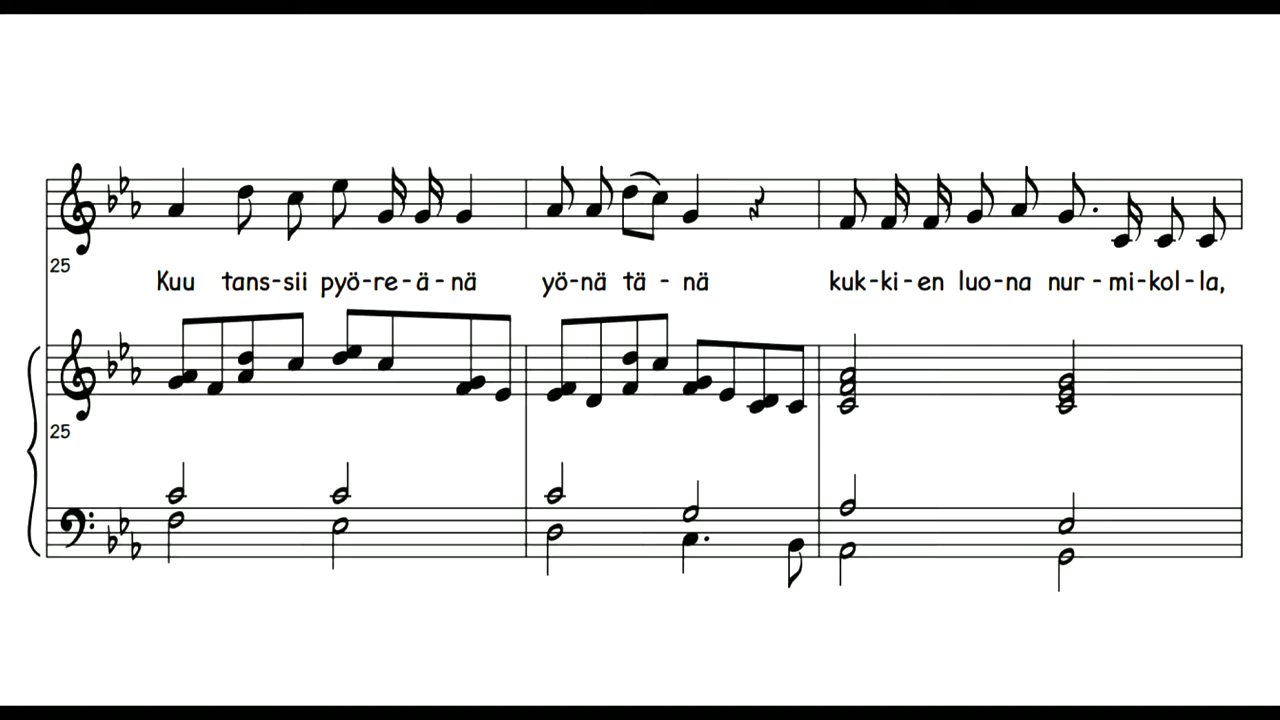 25
Kuu tans-sii pyö-re-ä-nä yö-nä tä-nä kuk-ki-en luo-na nur-mi-kol-la,
25